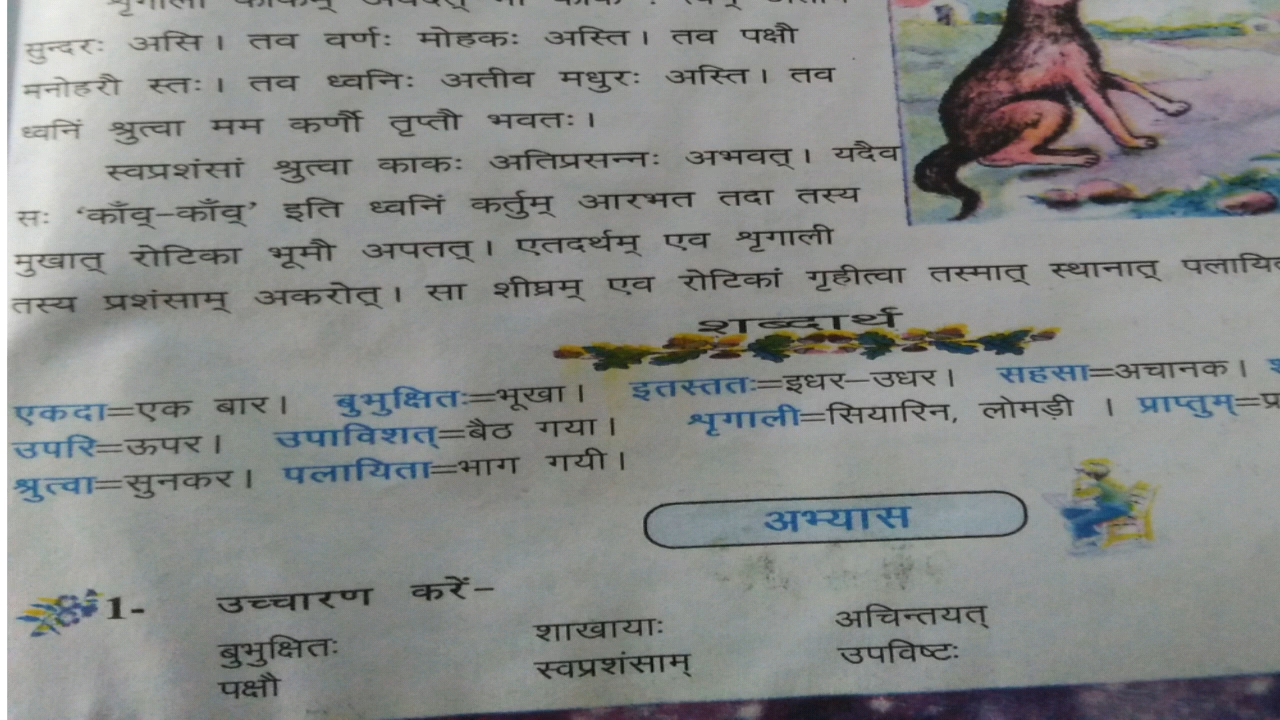 शृगाली काकम् अवदत्
सुन्दरः असि। तव वर्णः मोहकः अस्ति। तव पक्षौ
मनोहरौ स्तः। तव ध्वनिः अतीव मधुरः अस्ति। तव
ध्वनिं श्रुत्वा मम कर्णौ तृप्तौ भवतः।
स्वप्रशंसां श्रुत्वा काकः अतिप्रसन्नः अभवत्। यदैव
सः ‘काँव्-काँव्’ इति ध्वनिं कर्तुम् आरभत तदा तस्य
मुखात् रोटिका भूमौ अपतत्। एतदर्थम् एव शृगाली
तस्य प्रशंसाम् अकरोत्। सा शीघ्रम् एव रोटिकां गृहीत्वा तस्मात् स्थानात्
शब्दार्थ
एकदा=एक बार। बुभुक्षितः=भूखा। इतस्ततः=इधर-उधर। सहसा=अचानक।
उपरि=ऊपर। उपाविशत्=बैठ गया। शृगाली=सियारिन, लोमड़ी । प्राप्तुम्=
श्रुत्वा=सुनकर। पलायिता=भाग गयी।
अभ्यास
1- उच्चारण करें-
बुभुक्षितः शाखायाः अचिन्तयत्
पक्षौ स्वप्रशंसाम् उपविष्टः